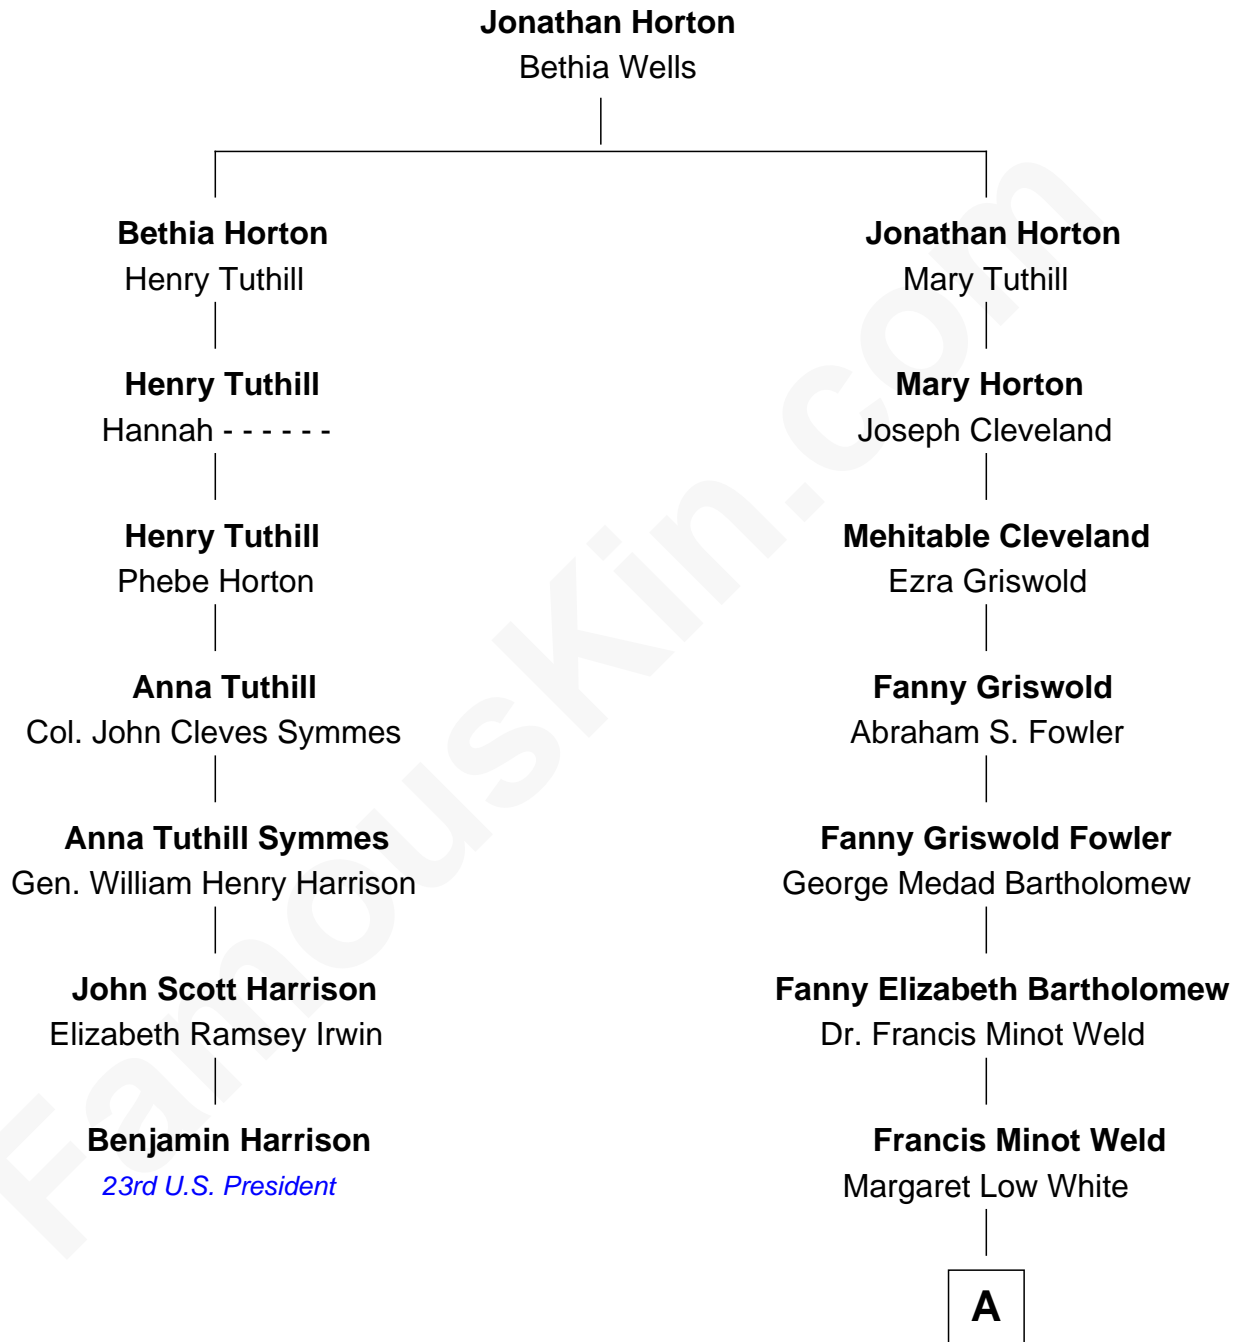 Jonathan Horton
Bethia Wells
Bethia Horton
Henry Tuthill
Jonathan Horton
Mary Tuthill
Henry Tuthill
Hannah - - - - - -
Mary Horton
Joseph Cleveland
Henry Tuthill
Phebe Horton
Mehitable Cleveland
Ezra Griswold
Anna Tuthill
Col. John Cleves Symmes
Fanny Griswold
Abraham S. Fowler
Anna Tuthill Symmes
Gen. William Henry Harrison
Fanny Griswold Fowler
George Medad Bartholomew
John Scott Harrison
Elizabeth Ramsey Irwin
Fanny Elizabeth Bartholomew
Dr. Francis Minot Weld
Benjamin Harrison
23rd U.S. President
Francis Minot Weld
Margaret Low White
A
FamousKin.com